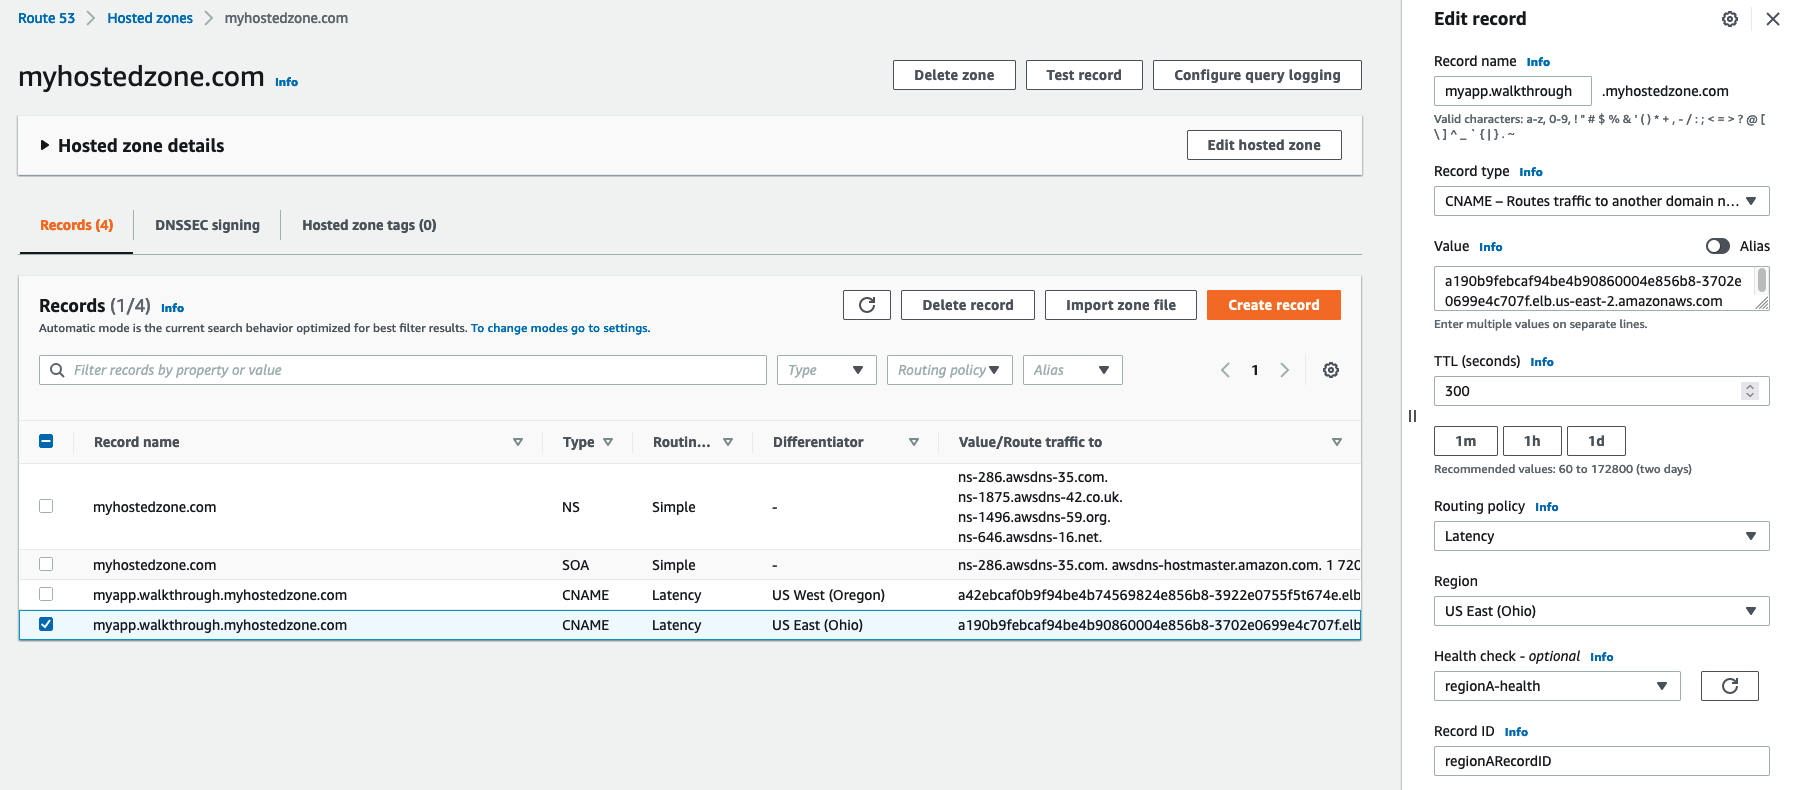 Route 53 > Hosted zones > myhostedzone.com
myhostedzone.com Info
Delete zone
Test record
Configure query logging
Hosted zone details
Edit hosted zone
Records (4)
DNSSEC signing
Hosted zone tags (0)
Records (1/4) Info
Automatic mode is the current search behavior optimized for best filter results. To change modes go to settings.
Delete record
Import zone file
Create record
Filter records by property or value
Type
Routing policy
Alias
1
Record name Type Routin... Differentiator Value/Route traffic to
myhostedzone.com NS Simple -
ns-286.awsdns-35.com.
ns-1875.awsdns-42.co.uk.
ns-1496.awsdns-59.org.
ns-646.awsdns-16.net.
myhostedzone.com SOA Simple - ns-286.awsdns-35.com. awsdns-hostmaster.amazon.com. 1 720
myapp.walkthrough.myhostedzone.com CNAME Latency US West (Oregon) a42ebcaf0b9f94be4b74569824e856b8-3922e0755f5t674e.elb
myapp.walkthrough.myhostedzone.com CNAME Latency US East (Ohio) a190b9febcaf94be4b90860004e856b8-3702e0699e4c707f.elb
Edit record
Record name Info
myapp.walkthrough .myhostedzone.com
Valid characters: a-z, 0-9, ! " # $ % & ' ( ) * + , - / : ; < = > ? @ [
\ ] ^ _ ` { | } . ~
Record type Info
CNAME – Routes traffic to another domain n...
Value Info
Alias
a190b9febcaf94be4b90860004e856b8-3702e
0699e4c707f.elb.us-east-2.amazonaws.com
Enter multiple values on separate lines.
TTL (seconds) Info
300
1m
1h
1d
Recommended values: 60 to 172800 (two days)
Routing policy Info
Latency
Region
US East (Ohio)
Health check - optional Info
regionA-health
Record ID Info
regionARecordID